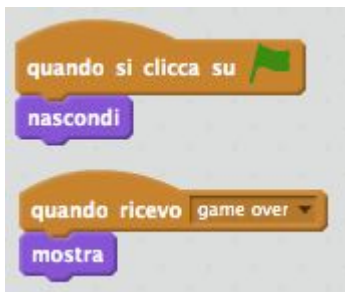 quando si clicca su
nascondi
quando ricevo game over
mostra